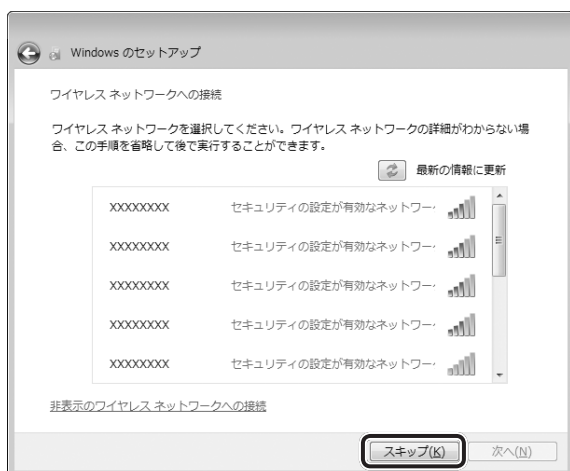 Windows のセットアップ
ワイヤレス ネットワークへの接続
ワイヤレス ネットワークを選択してください。ワイヤレス ネットワークの詳細がわからない場
合、この手順を省略して後で実行することができます。
最新の情報に更新
XXXXXXXX セキュリティの設定が有効なネットワー
XXXXXXXX セキュリティの設定が有効なネットワー
XXXXXXXX セキュリティの設定が有効なネットワー
XXXXXXXX セキュリティの設定が有効なネットワー
XXXXXXXX セキュリティの設定が有効なネットワー
非表示のワイヤレス ネットワークへの接続
スキップ(K) 次へ(N)